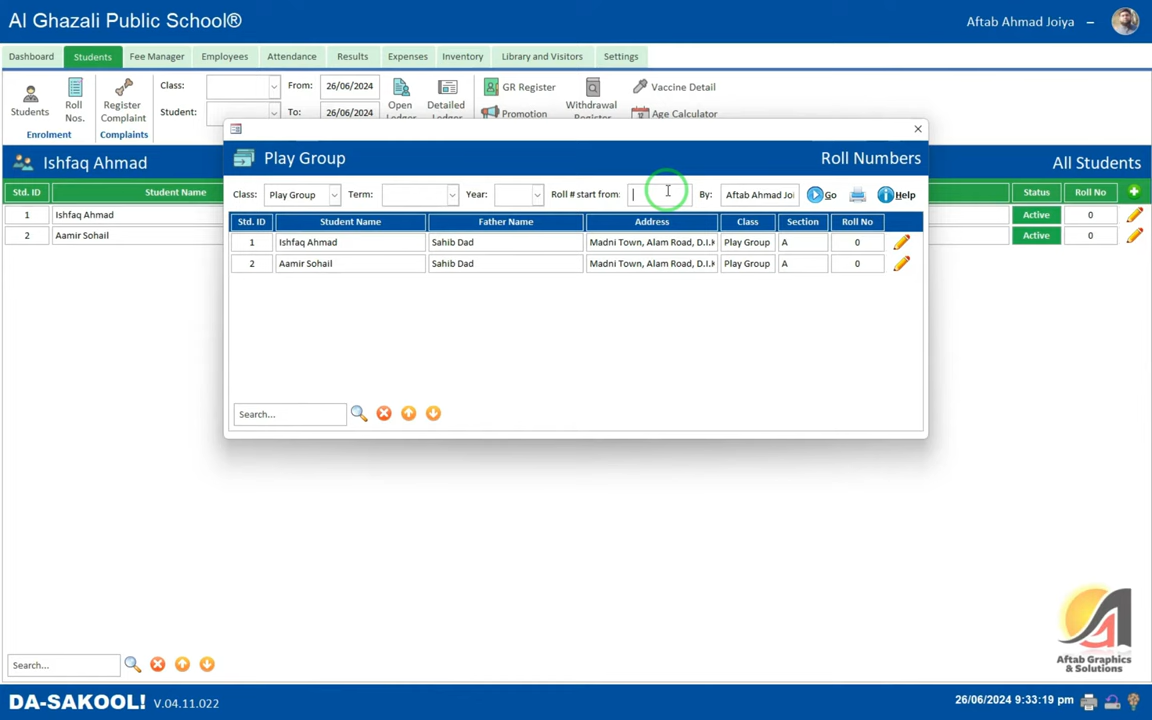 Al Ghazali Public School®
Aftab Ahmad Joiya –
Dashboard Students Fee Manager Employees Attendance Results Expenses Inventory Library and Visitors Settings
Students
Roll Nos.
Enrolment
Register Complaint
Complaints
Class:
Student:
From: 26/06/2024
To: 26/06/2024
Open
Detailed
GR Register
Promotion
Withdrawal
Vaccine Detail
Age Calculator
Ishfaq Ahmad
All Students
Std. ID Student Name Status Roll No
1 Ishfaq Ahmad Active 0
2 Aamir Sohail Active 0
Play Group
Roll Numbers
Class: Play Group Term: Year: Roll # start from: By: Aftab Ahmad Joi Go Help
Std. ID Student Name Father Name Address Class Section Roll No
1 Ishfaq Ahmad Sahib Dad Madni Town, Alam Road, D.I.K Play Group A 0
2 Aamir Sohail Sahib Dad Madni Town, Alam Road, D.I.K Play Group A 0
Search...
Search...
Aftab Graphics
& Solutions
DA-SAKOOL! V.04.11.022
26/06/2024 9:33:19 pm